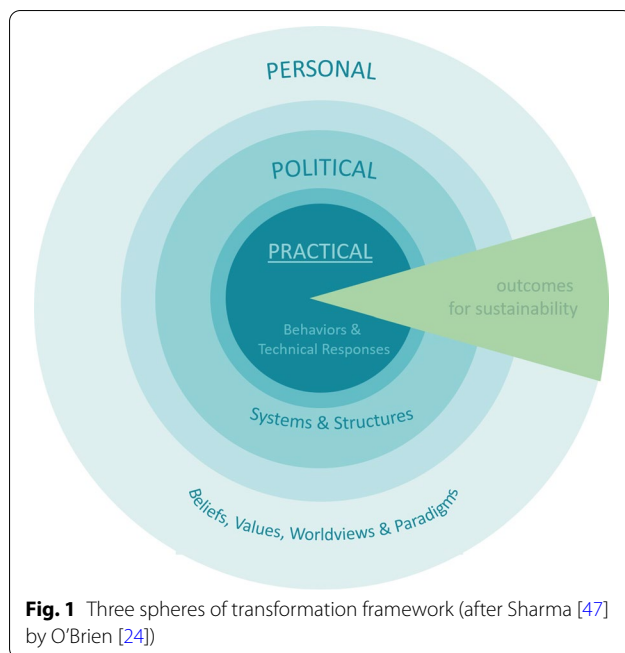 PERSONAL
POLITICAL
PRACTICAL
outcomes
for sustainability
Behaviors &
Technical Responses
Systems & Structures
Beliefs, Values, Worldviews & Paradigms
Fig. 1 Three spheres of transformation framework (after Sharma [47]
by O'Brien [24])